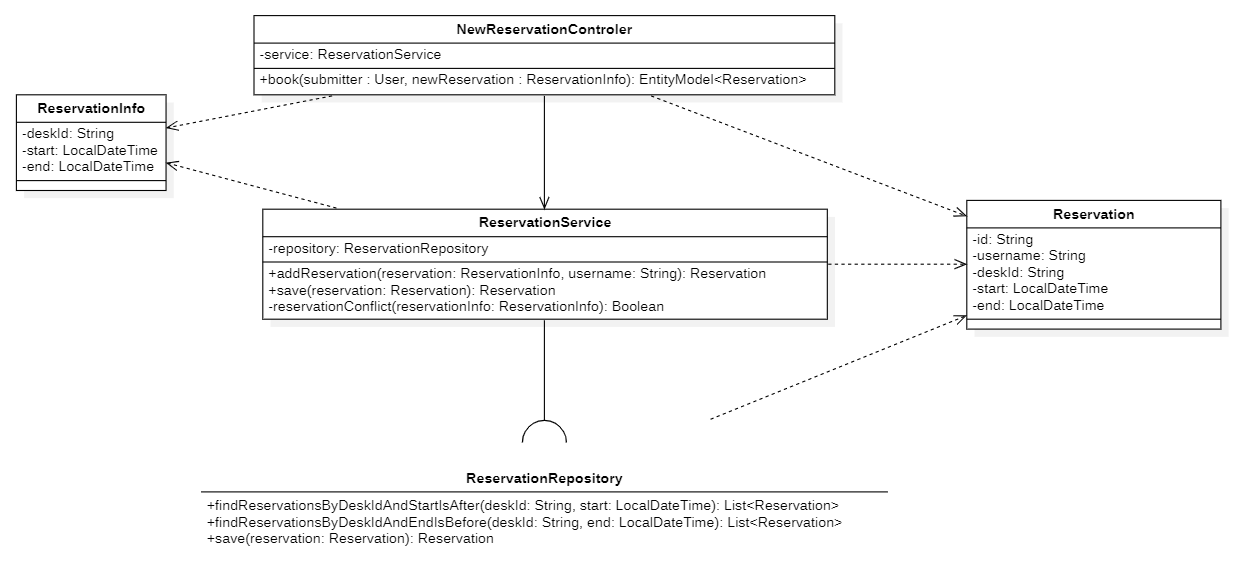 NewReservationControler
-service: ReservationService
+book(submitter : User, newReservation : ReservationInfo): EntityModel<Reservation>
ReservationInfo
-deskId: String
-start: LocalDateTime
-end: LocalDateTime
ReservationService
-repository: ReservationRepository
+addReservation(reservation: ReservationInfo, username: String): Reservation
+save(reservation: Reservation): Reservation
-reservationConflict(reservationInfo: ReservationInfo): Boolean
Reservation
-id: String
-username: String
-deskId: String
-start: LocalDateTime
-end: LocalDateTime
ReservationRepository
+findReservationsByDeskIdAndStartIsAfter(deskId: String, start: LocalDateTime): List<Reservation>
+findReservationsByDeskIdAndEndIsBefore(deskId: String, end: LocalDateTime): List<Reservation>
+save(reservation: Reservation): Reservation